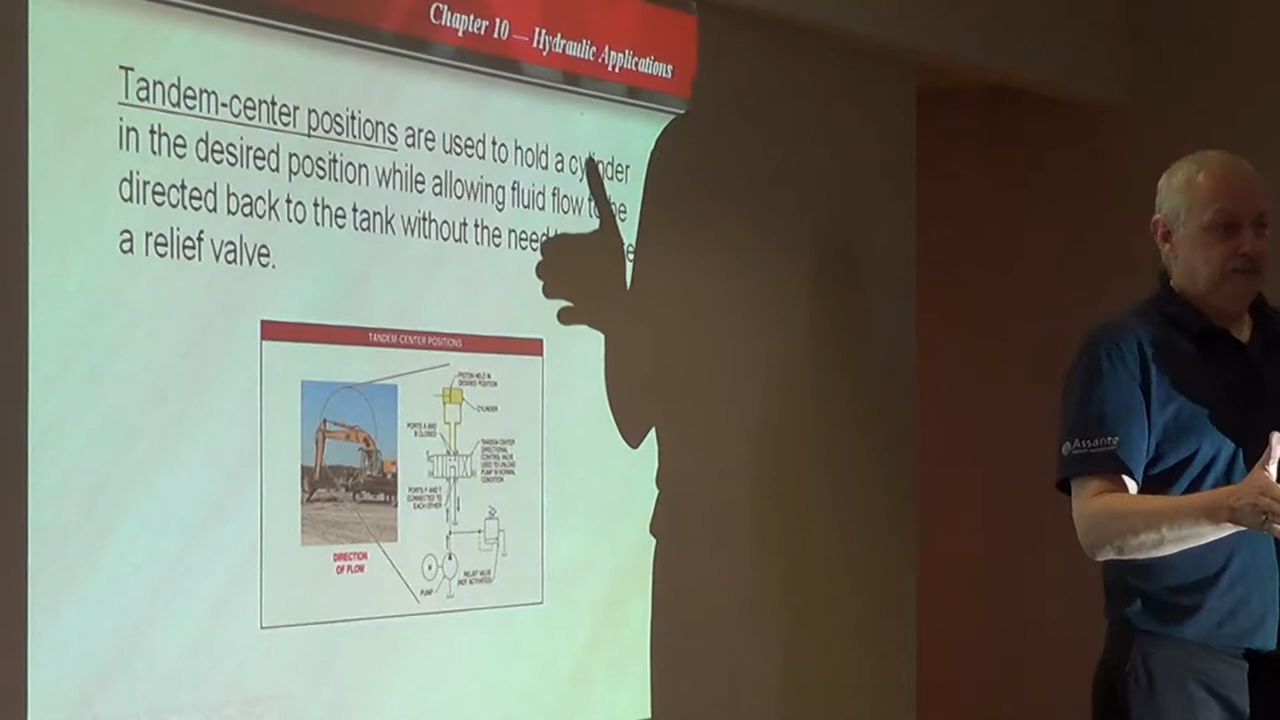 Chapter 10 — Hydraulic Applications
Tandem-center positions are used to hold a cylinder
in the desired position while allowing fluid flow to be
directed back to the tank without the need
a relief valve.
TANDEM-CENTER POSITIONS
PISTON HELD IN
DESIRED POSITION
CYLINDER
PORTS A AND
B CLOSED
TANDEM-CENTER
DIRECTIONAL
CONTROL VALVE
USED TO UNLOAD
PUMP IN NORMAL
CONDITION
PORTS P AND T
CONNECTED TO
EACH OTHER
DIRECTION
OF FLOW
M
PUMP
RELIEF VALVE
(NOT ACTIVATED)
Assante